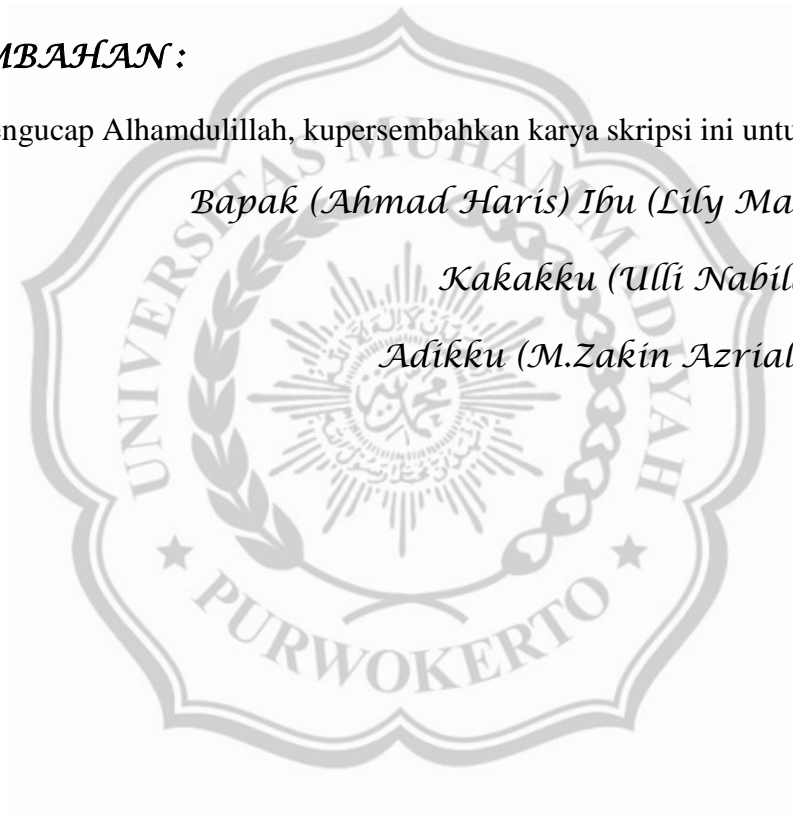 MBAHAN :
engucap Alhamdulillah, kupersembahkan karya skripsi ini untu
Bapak (Ahmad Haris) Ibu (Lily Ma
Kakakku (Ulli Nabil
Adikku (M.Zakin Azrial
UNIVERSITAS MUHAMMADIYAH
PURWOKERTO